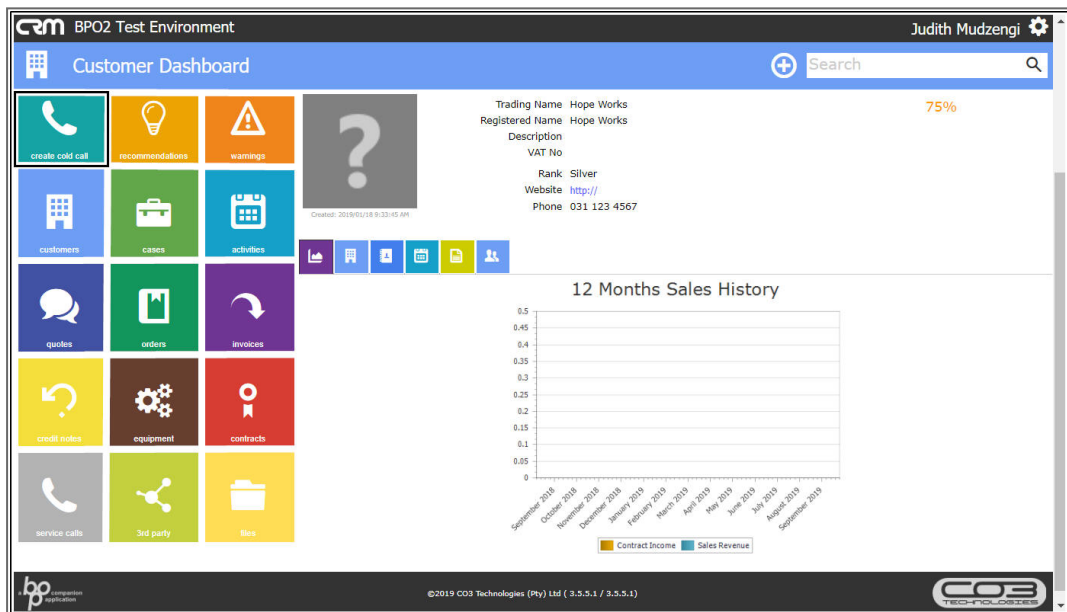 CRM BPO2 Test Environment
Judith Mudzengi
Customer Dashboard
Search
create cold call
recommendations
warnings
customers
cases
activities
quotes
orders
invoices
credit notes
equipment
contracts
service calls
3rd party
files
Created: 2019/01/18 9:33:45 AM
Trading Name Hope Works
Registered Name Hope Works
Description
VAT No
Rank Silver
Website http://
Phone 031 123 4567
75%
12 Months Sales History
0.5
0.45
0.4
0.35
0.3
0.25
0.2
0.15
0.1
0.05
0
September 2018
October 2018
November 2018
December 2018
January 2019
February 2019
March 2019
April 2019
May 2019
June 2019
July 2019
August 2019
September 2019
Contract Income
Sales Revenue
a bpo companion
application
©2019 CO3 Technologies (Pty) Ltd ( 3.5.5.1 / 3.5.5.1)
CO3
TECHNOLOGIES